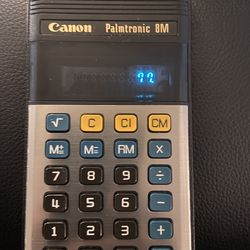 Canon Palmtronic 8M
√ C CI CM
M± M= RM ×
7 8 9 ÷
4 5 6 −
1 2 3 +